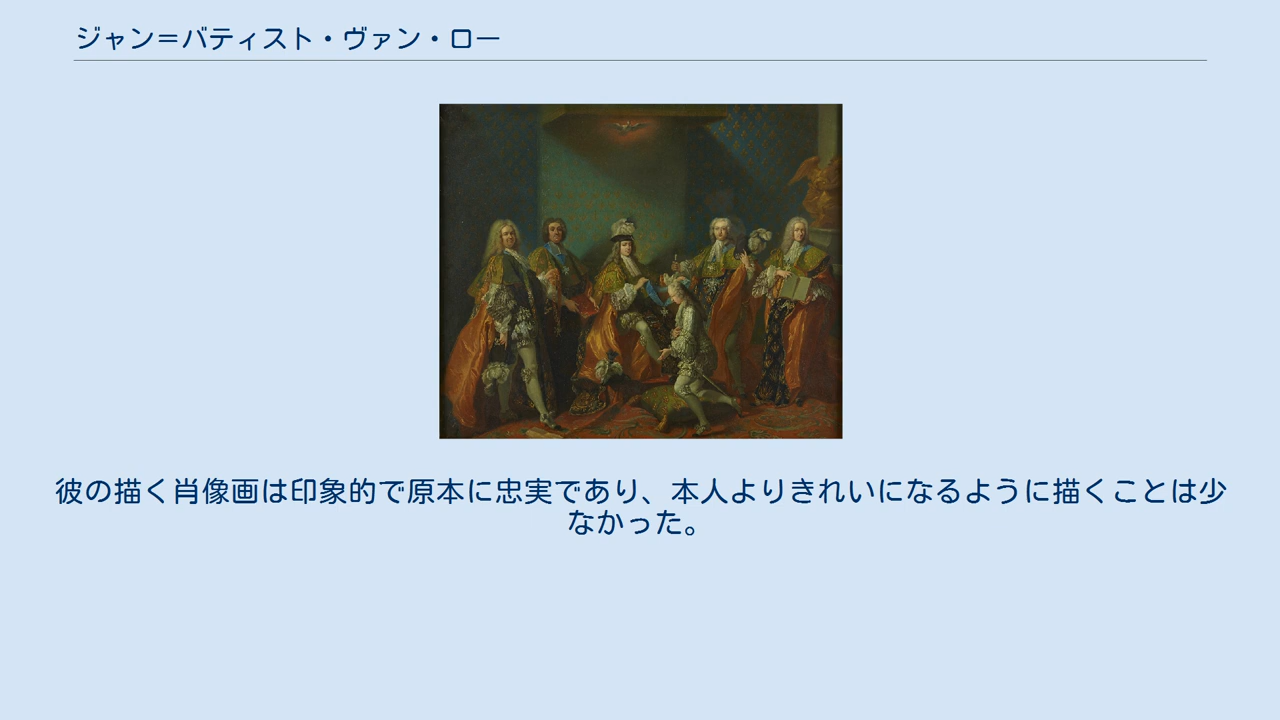 ジャン＝バティスト・ヴァン・ロー
彼の描く肖像画は印象的で原本に忠実であり、本人よりきれいになるように描くことは少
なかった。